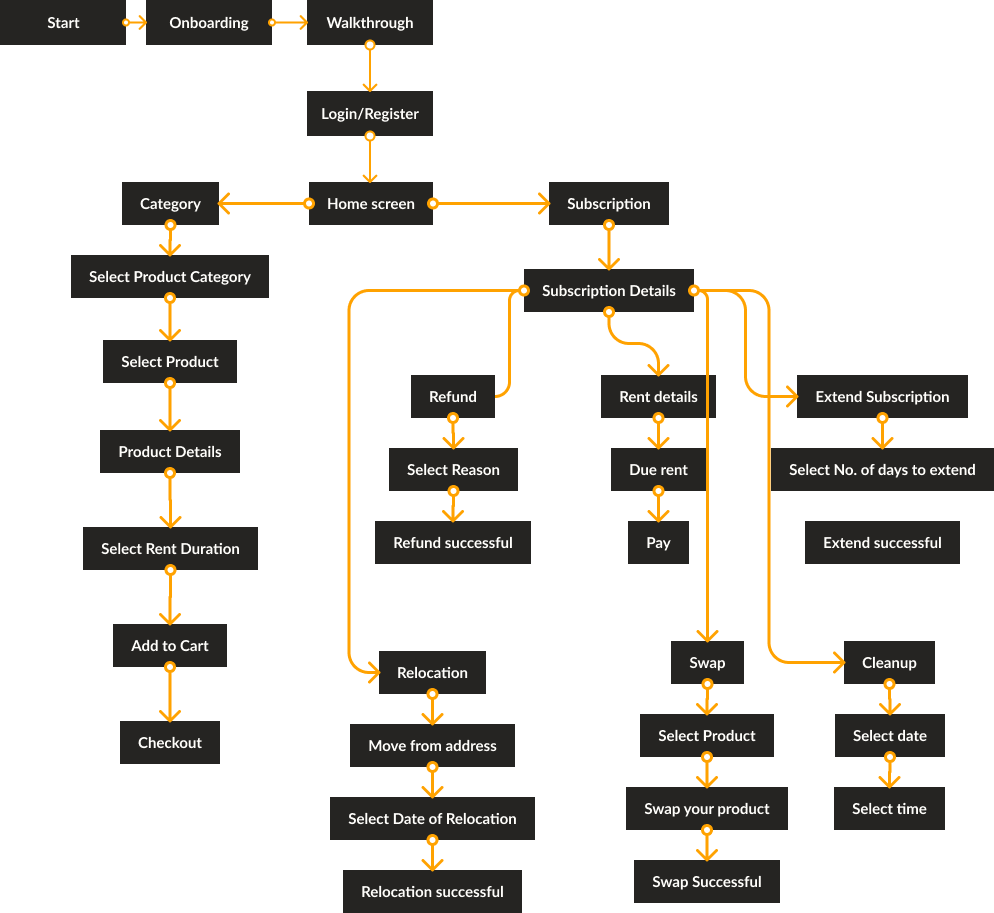 Start
Onboarding
Walkthrough
Login/Register
Category
Home screen
Subscription
Select Product Category
Subscription Details
Select Product
Refund
Rent details
Extend Subscription
Product Details
Select Reason
Due rent
Select No. of days to extend
Select Rent Duration
Refund successful
Pay
Extend successful
Add to Cart
Relocation
Swap
Cleanup
Checkout
Move from address
Select Product
Select date
Select Date of Relocation
Swap your product
Select time
Relocation successful
Swap Successful